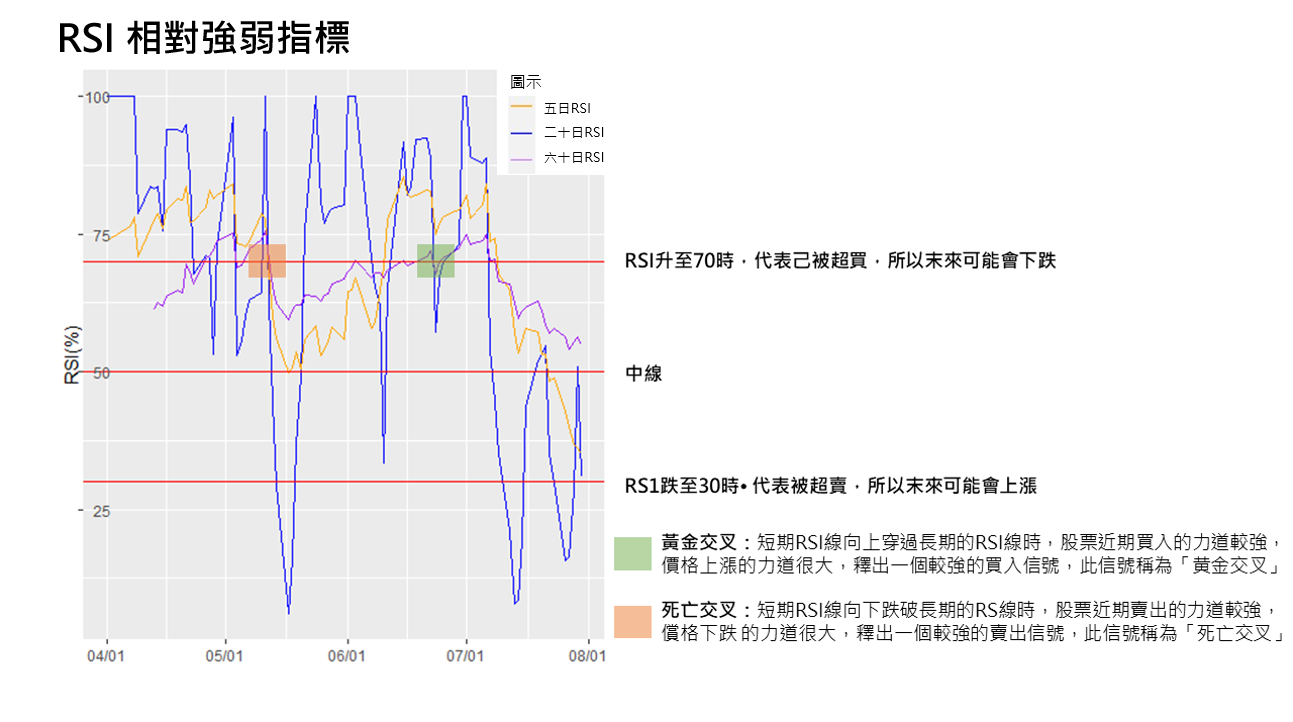 RSI 相對強弱指標
圖示
五日RSI
二十日RSI
六十日RSI
100
75
50
25
RSI(%)
04/01
05/01
06/01
07/01
08/01
RSI升至70時，代表己被超買，所以末來可能會下跌
中線
RS1跌至30時•代表被超賣，所以末來可能會上漲
黃金交叉：短期RSI線向上穿過長期的RSI線時，股票近期買入的力道較強，
價格上漲的力道很大，釋出一個較強的買入信號，此信號稱為「黃金交叉」
死亡交叉：短期RSI線向下跌破長期的RS線時，股票近期賣出的力道較強，
價格下跌的力道很大，釋出一個較強的賣出信號，此信號稱為「死亡交叉」